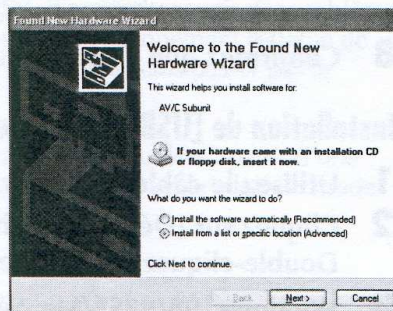 Found New Hardware Wizard
Welcome to the Found New
Hardware Wizard
This wizard helps you install software for:
AV/C Subunit
If your hardware came with an installation CD
or floppy disk, insert it now.
What do you want the wizard to do?
Install the software automatically (Recommended)
Install from a list or specific location (Advanced)
Click Next to continue.
< Back Next > Cancel